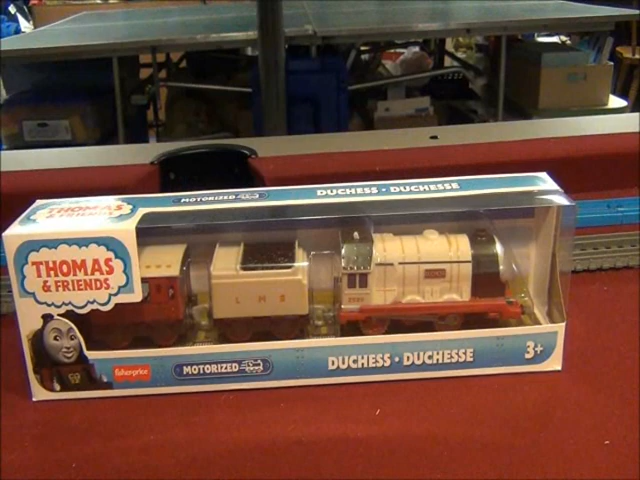 THOMAS
& FRIENDS
MOTORIZED
DUCHESS • DUCHESSE
THOMAS
& FRIENDS
L M S
Fisher-Price
MOTORIZED
DUCHESS • DUCHESSE
3+